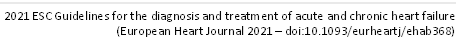 2021 ESC Guidelines for the diagnosis and treatment of acute and chronic heart failure
(European Heart Journal 2021 – doi:10.1093/eurheartj/ehab368)